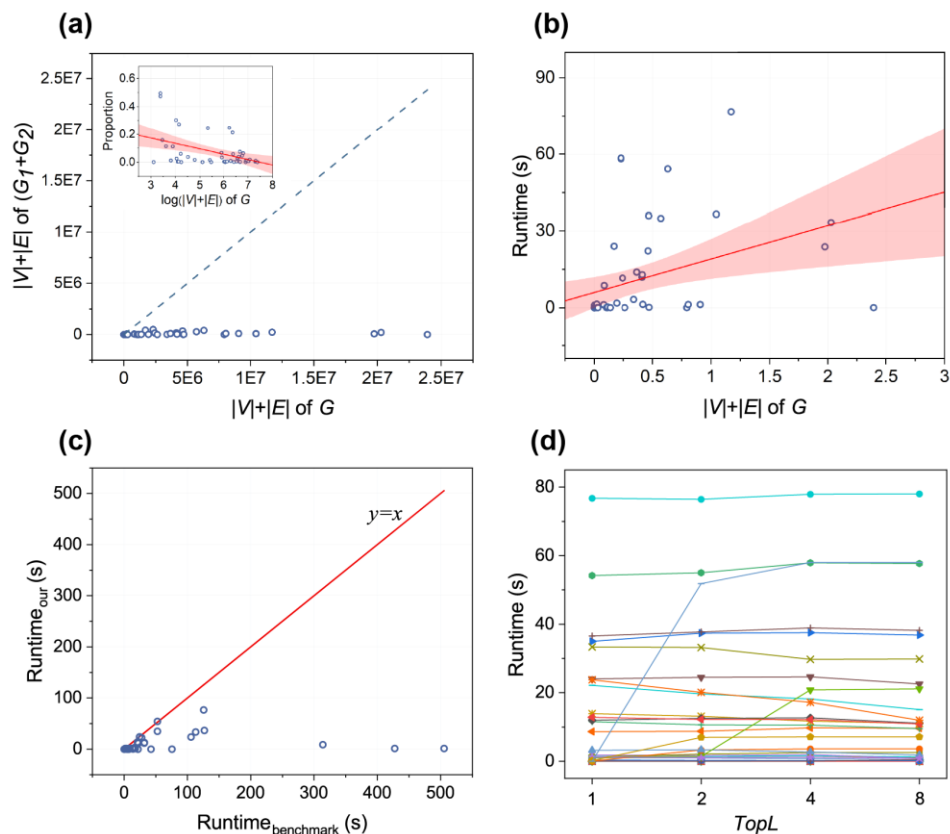 (a)
2.5E7
2E7
1.5E7
1E7
5E6
0
|V|+|E| of (G1+G2)
0.6
0.4
0.2
0.0
Proportion
3 4 5 6 7 8
log(|V|+|E|) of G
0 5E6 1E7 1.5E7 2E7 2.5E7
|V|+|E| of G
(b)
90
60
30
0
Runtime (s)
0 0.5 1 1.5 2 2.5 3
|V|+|E| of G
(c)
500
400
300
200
100
0
Runtimeour (s)
y=x
0 100 200 300 400 500
Runtimebenchmark (s)
(d)
80
60
40
20
0
Runtime (s)
1 2 4 8
TopL